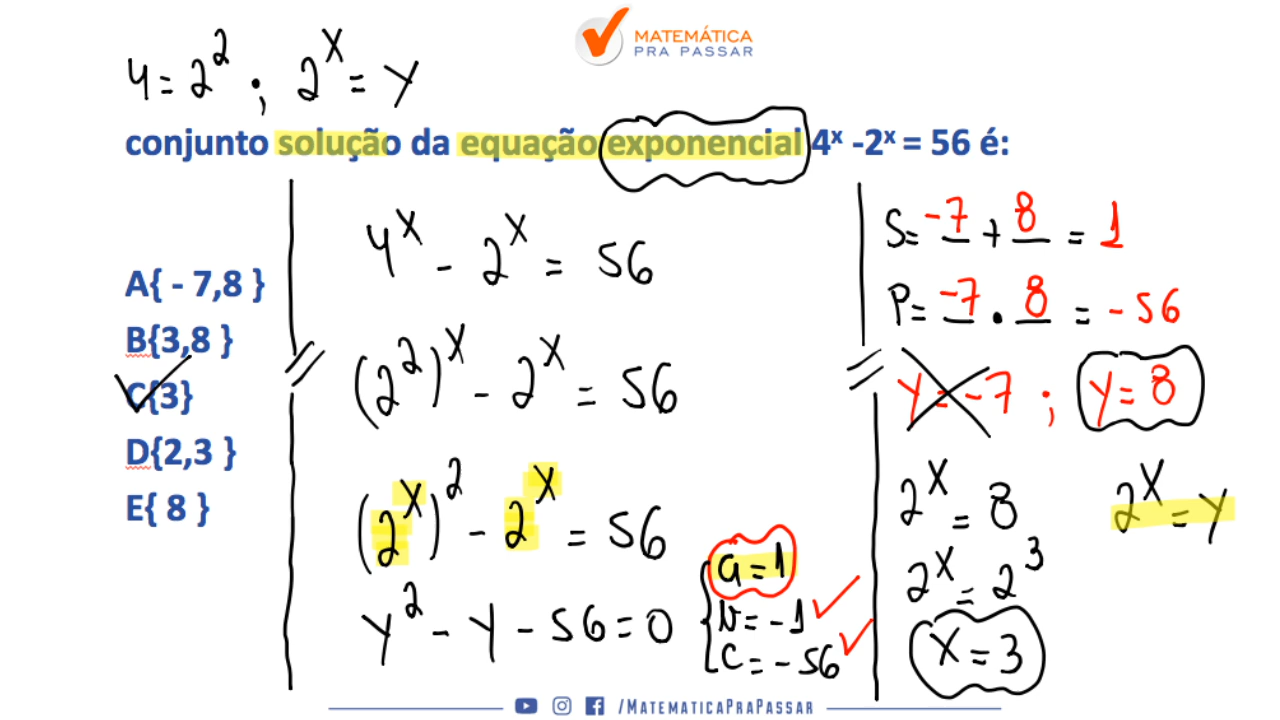 MATEMÁTICA
PRA PASSAR
4 = 2² ; 2ˣ = y
conjunto solução da equação exponencial 4ˣ -2ˣ = 56 é:
A{ - 7,8 }
B{3,8 }
C{3}
D{2,3 }
E{ 8 }
4ˣ - 2ˣ = 56
(2²)ˣ - 2ˣ = 56
(2ˣ)² - 2ˣ = 56
y² - y - 56 = 0
a = 1
b = -1
c = -56
S = -7 + 8 = 1
P = -7 . 8 = -56
y = -7 ; y = 8
2ˣ = 8
2ˣ = y
2ˣ = 2³
x = 3
/MATEMATICAPRAPASSAR